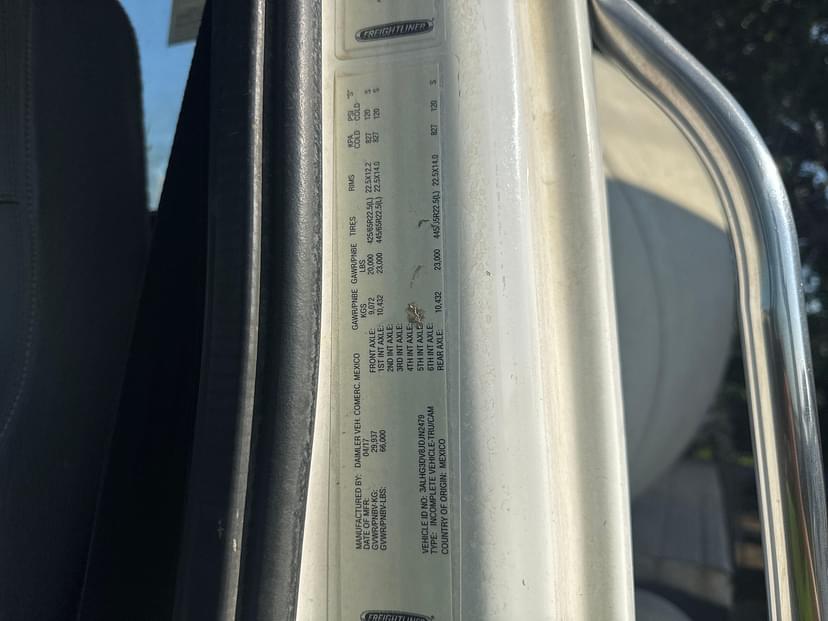 FREIGHTLINER
MANUFACTURED BY: DAIMLER VEH. COMERC. MEXICO
DATE OF MFR: 04/17
GVWR/PNBV-KG: 29,937
GVWR/PNBV-LBS: 66,000
GAWR/PNBE KGS GAWR/PNBE LBS TIRES RIMS KPA COLD PSI COLD "S"
FRONT AXLE: 9,072 20,000 425/65R22.5(L) 22.5X12.2 827 120 S
1ST INT AXLE: 10,432 23,000 445/65R22.5(L) 22.5X14.0 827 120 S
2ND INT AXLE:
3RD INT AXLE:
4TH INT AXLE:
5TH INT AXLE:
6TH INT AXLE:
REAR AXLE: 10,432 23,000 22.5X14.0 827 120 S
VEHICLE ID NO: 3ALHG3DV8JDJN2479
TYPE: INCOMPLETE VEHICLE-TRU/CAM
COUNTRY OF ORIGIN: MEXICO
FREIGHTLINER